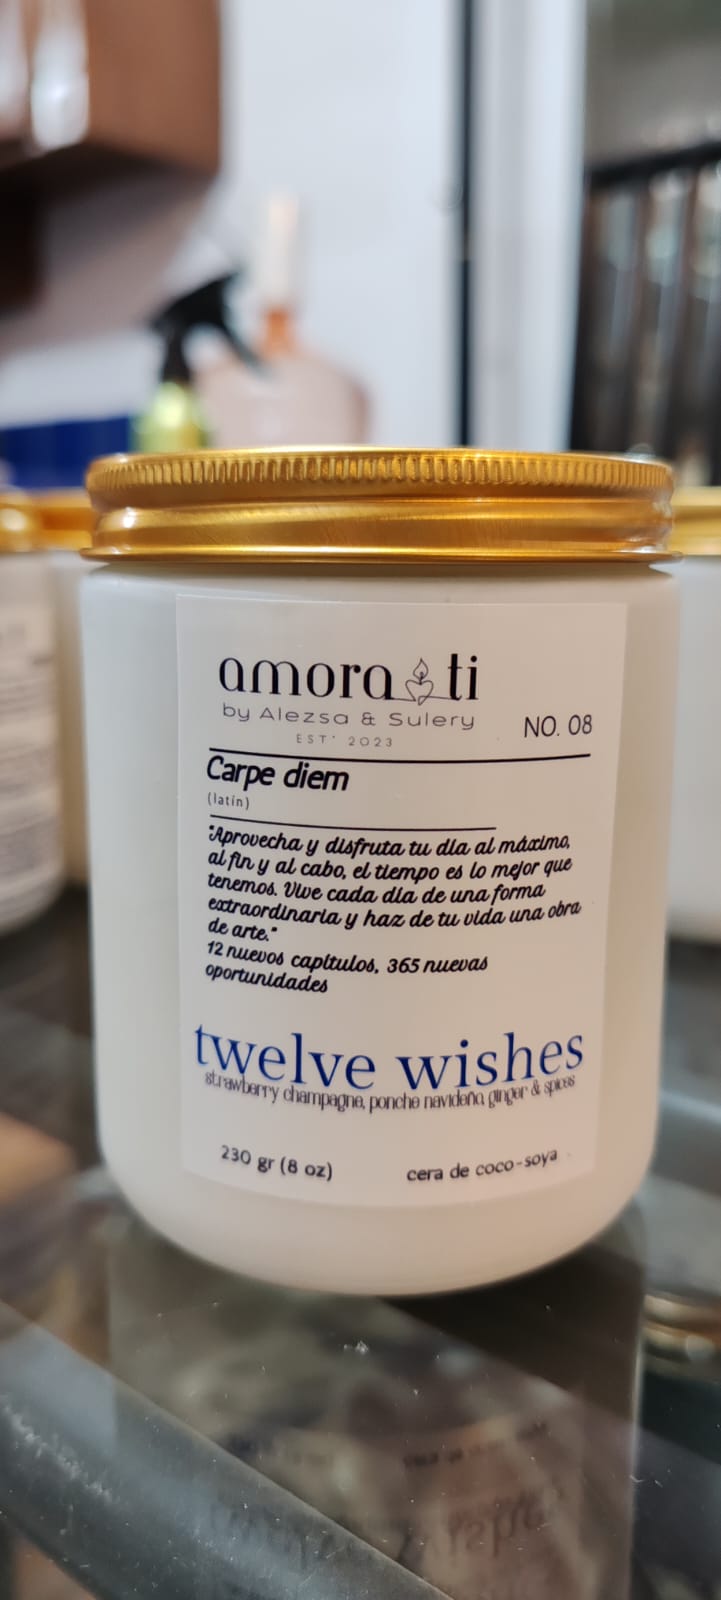 amora ti
by Alezsa & Sulery
EST' 2023
NO. 08
Carpe diem
(latín)
"Aprovecha y disfruta tu día al máximo,
al fin y al cabo, el tiempo es lo mejor que
tenemos. Vive cada día de una forma
extraordinaria y haz de tu vida una obra
de arte."
12 nuevos capítulos, 365 nuevas
oportunidades
twelve wishes
strawberry champagne, ponche navideño, ginger & spices
230 gr (8 oz)
cera de coco-soya